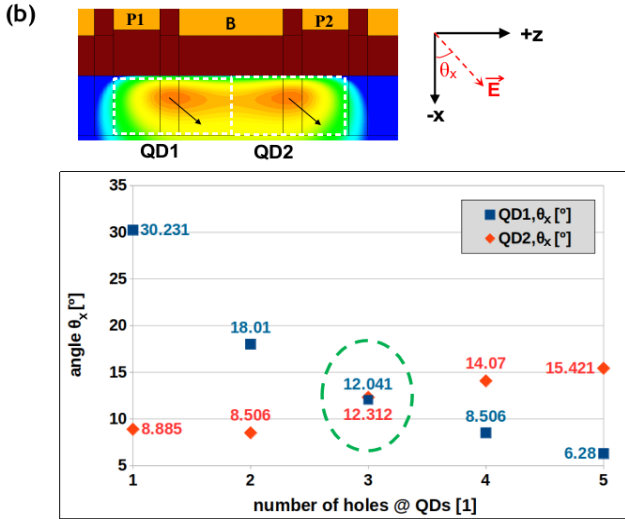 (b)
P1 B P2
+z
θx
E
-x
QD1 QD2
35
30
25
20
15
10
5
angle θx [º]
QD1,θx [º]
QD2,θx [º]
30.231
18.01
12.041
12.312
8.885
8.506
14.07
15.421
8.506
6.28
1 2 3 4 5
number of holes @ QDs [1]